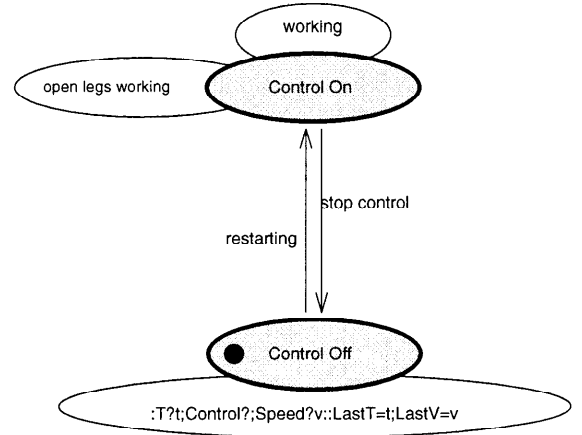 working
open legs working
Control On
stop control
restarting
Control Off
:T?t;Control?;Speed?v::LastT=t;LastV=v